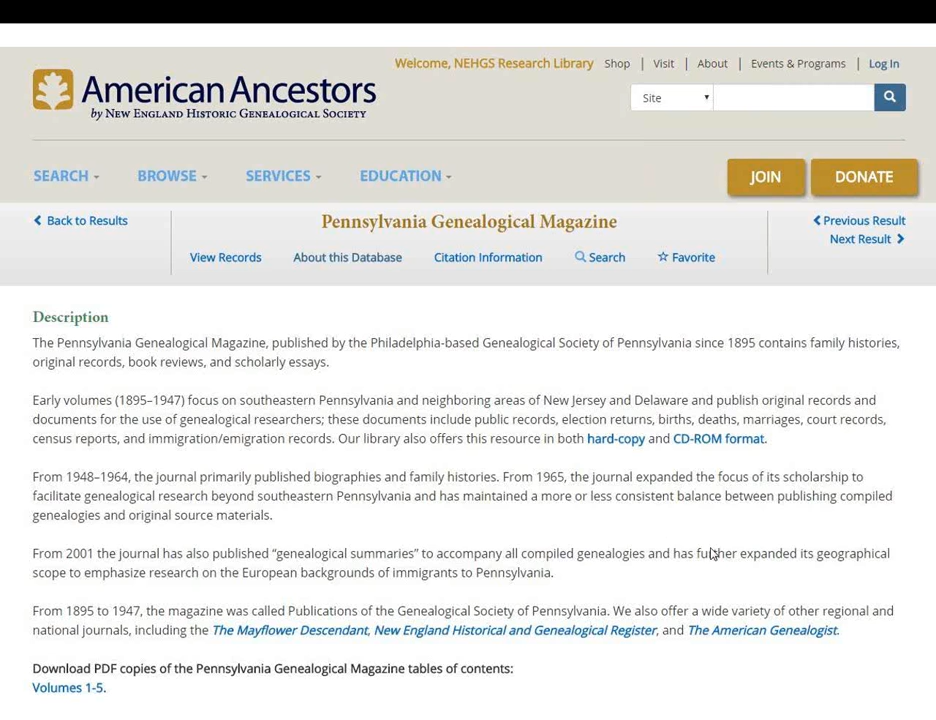 Welcome, NEHGS Research Library Shop | Visit | About | Events & Programs | Log In
American Ancestors
by NEW ENGLAND HISTORIC GENEALOGICAL SOCIETY
Site
SEARCH BROWSE SERVICES EDUCATION JOIN DONATE
Back to Results Pennsylvania Genealogical Magazine Previous Result
Next Result
View Records About this Database Citation Information Search Favorite
Description
The Pennsylvania Genealogical Magazine, published by the Philadelphia-based Genealogical Society of Pennsylvania since 1895 contains family histories,
original records, book reviews, and scholarly essays.
Early volumes (1895–1947) focus on southeastern Pennsylvania and neighboring areas of New Jersey and Delaware and publish original records and
documents for the use of genealogical researchers; these documents include public records, election returns, births, deaths, marriages, court records,
census reports, and immigration/emigration records. Our library also offers this resource in both hard-copy and CD-ROM format.
From 1948–1964, the journal primarily published biographies and family histories. From 1965, the journal expanded the focus of its scholarship to
facilitate genealogical research beyond southeastern Pennsylvania and has maintained a more or less consistent balance between publishing compiled
genealogies and original source materials.
From 2001 the journal has also published “genealogical summaries” to accompany all compiled genealogies and has further expanded its geographical
scope to emphasize research on the European backgrounds of immigrants to Pennsylvania.
From 1895 to 1947, the magazine was called Publications of the Genealogical Society of Pennsylvania. We also offer a wide variety of other regional and
national journals, including the The Mayflower Descendant, New England Historical and Genealogical Register, and The American Genealogist.
Download PDF copies of the Pennsylvania Genealogical Magazine tables of contents:
Volumes 1-5.